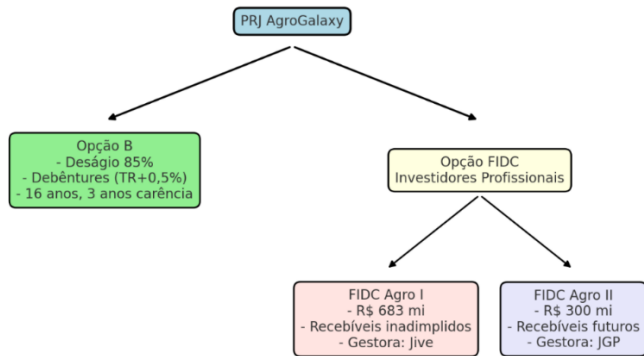 PRJ AgroGalaxy
Opção B
- Deságio 85%
- Debêntures (TR+0,5%)
- 16 anos, 3 anos carência
Opção FIDC
Investidores Profissionais
FIDC Agro I
- R$ 683 mi
- Recebíveis inadimplidos
- Gestora: Jive
FIDC Agro II
- R$ 300 mi
- Recebíveis futuros
- Gestora: JGP